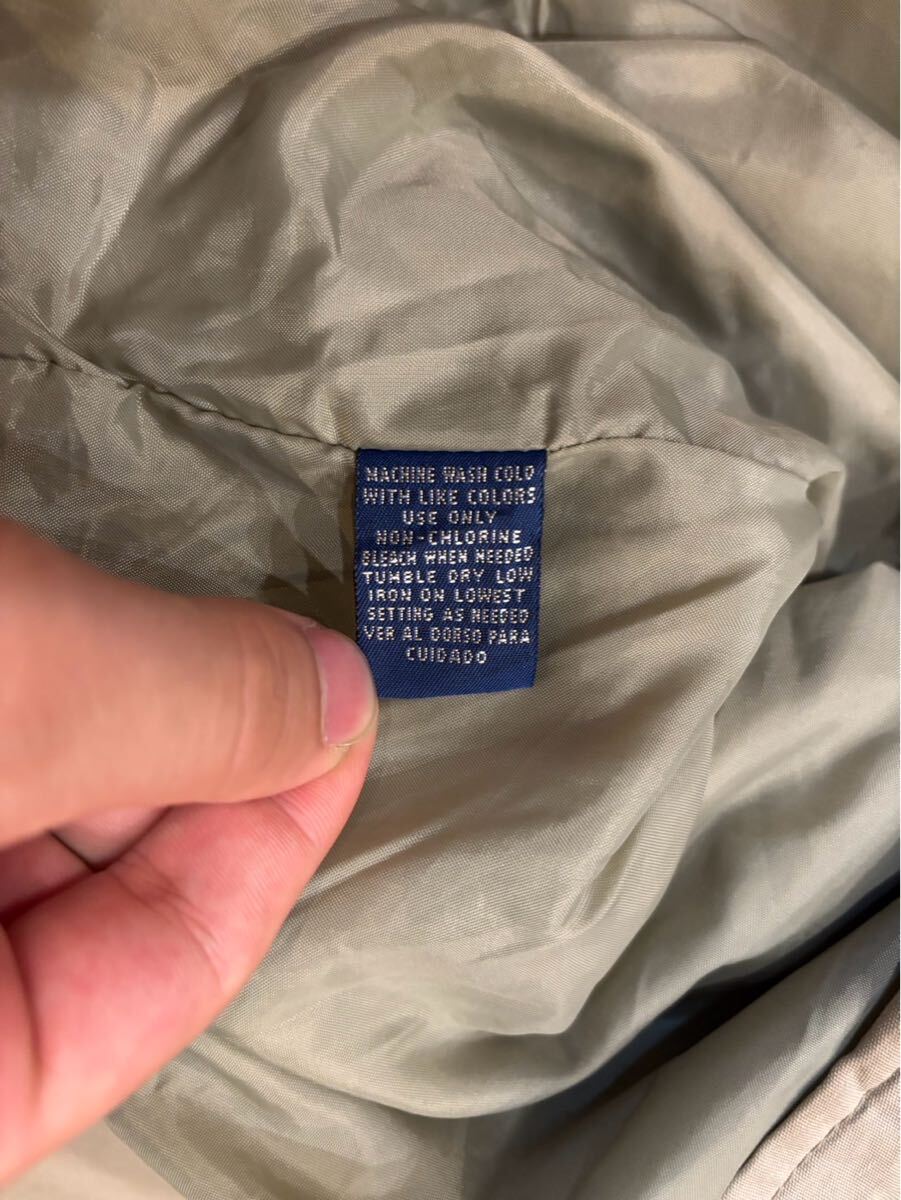 MACHINE WASH COLD
WITH LIKE COLORS
USE ONLY
NON-CHLORINE
BLEACH WHEN NEEDED
TUMBLE DRY LOW
IRON ON LOWEST
SETTING AS NEEDED
VER AL DORSO PARA
CUIDADO